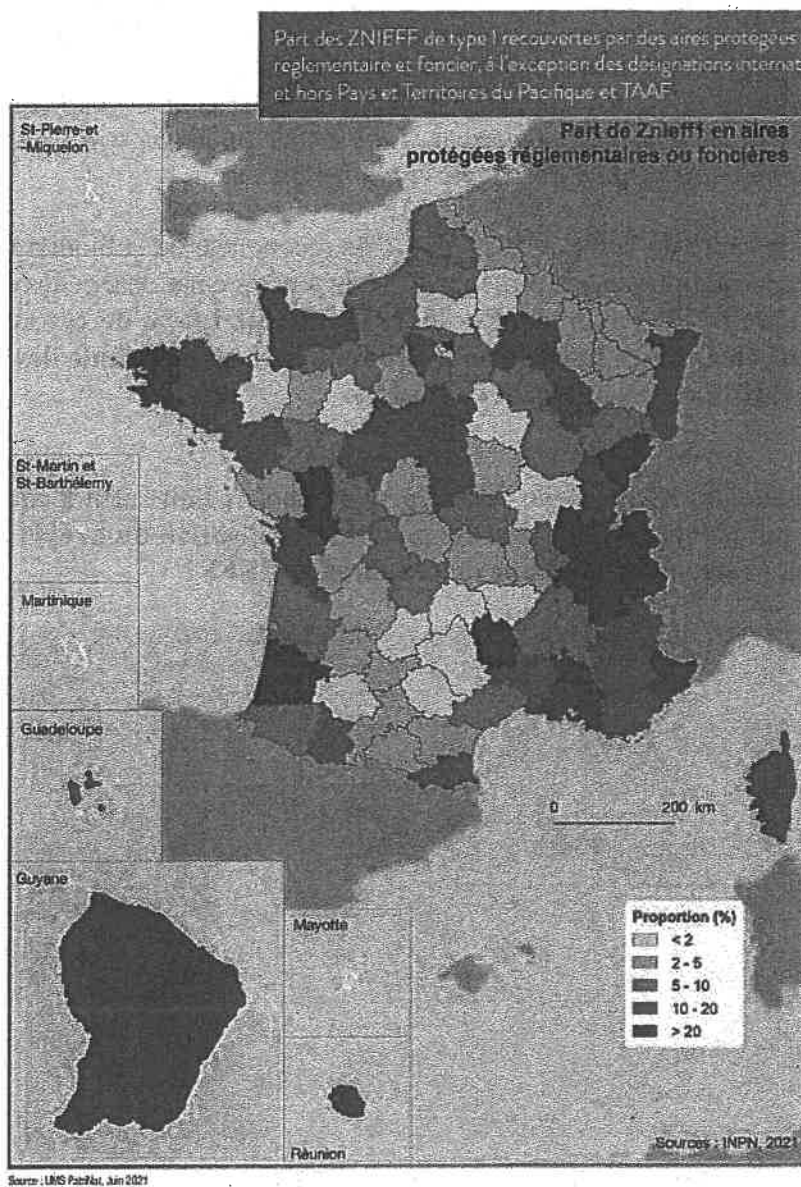 Part des ZNIEFF de type I recouvertes par des aires protégées
réglementaire et foncier, à l'exception des désignations internat
et hors Pays et Territoires du Pacifique et TAAF
St-Pierre-et
-Miquelon
Part de Znieff1 en aires
protégées réglementaires ou foncières
St-Martin et
St-Barthélemy
Martinique
Guadeloupe
0 200 km
Guyane
Mayotte
Proportion (%)
< 2
2 - 5
5 - 10
10 - 20
> 20
Réunion
Sources : INPN, 2021
Source : UMS PatriNat, Juin 2021